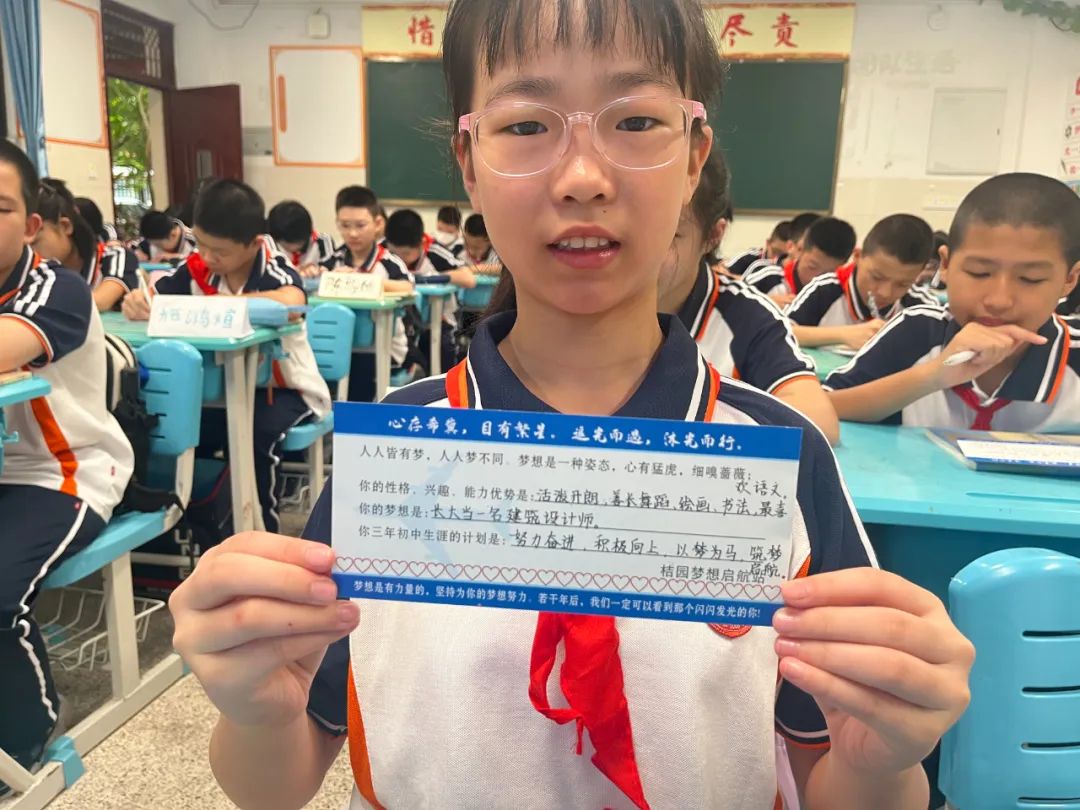 惜
尽责
心存希冀，目有繁星。追光而遇，沐光而行。
人人皆有梦，人人梦不同。梦想是一种姿态，心有猛虎，细嗅蔷薇；
你的性格、兴趣、能力优势是：活泼开朗、善长舞蹈、绘画、书法，最喜
欢语文。
你的梦想是：长大当一名建筑设计师。
你三年初中生涯的计划是：努力奋进，积极向上，以梦为马，筑梦
启航。
桔园梦想启航站
梦想是有力量的，坚持为你的梦想努力、若干年后，我们一定可以看到那个闪闪发光的你！